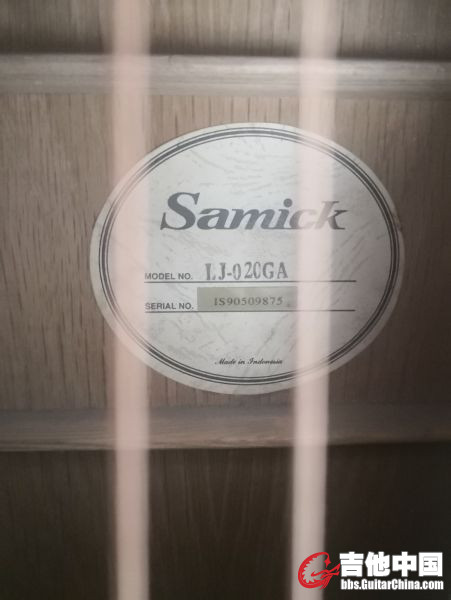 Samick
MODEL NO. LJ-020GA
SERIAL NO. IS90509875
Made in Indonesia
吉他中国
bbs.GuitarChina.com